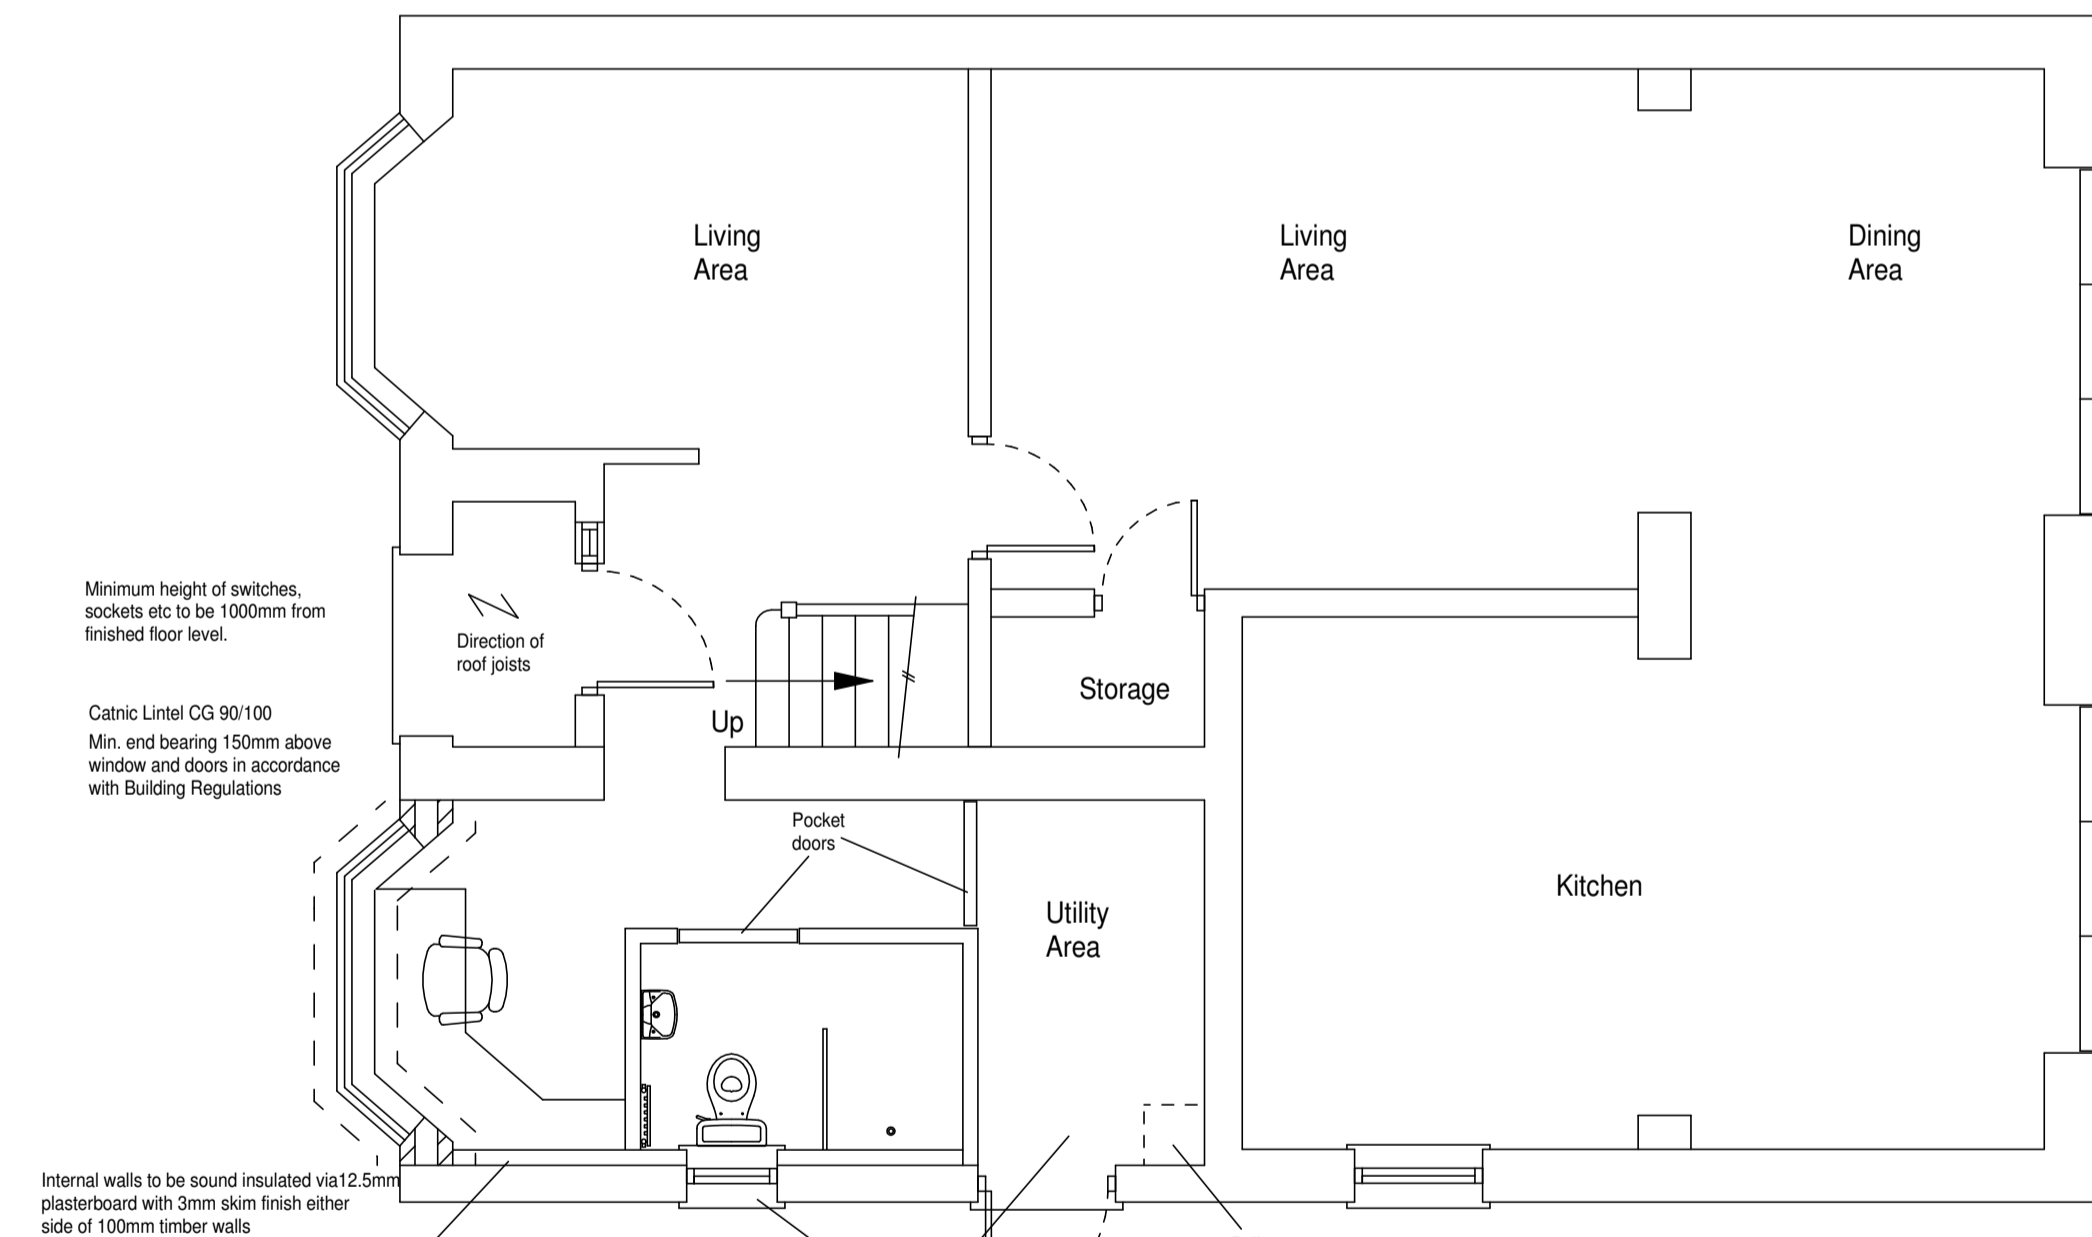 Living
Area
Living
Area
Dining
Area
Minimum height of switches,
sockets etc to be 1000mm from
finished floor level.
Direction of
roof joists
Storage
Up
Catnic Lintel CG 90/100
Min. end bearing 150mm above
window and doors in accordance
with Building Regulations
Pocket
doors
Utility
Area
Kitchen
Internal walls to be sound insulated via12.5mm
plasterboard with 3mm skim finish either
side of 100mm timber walls